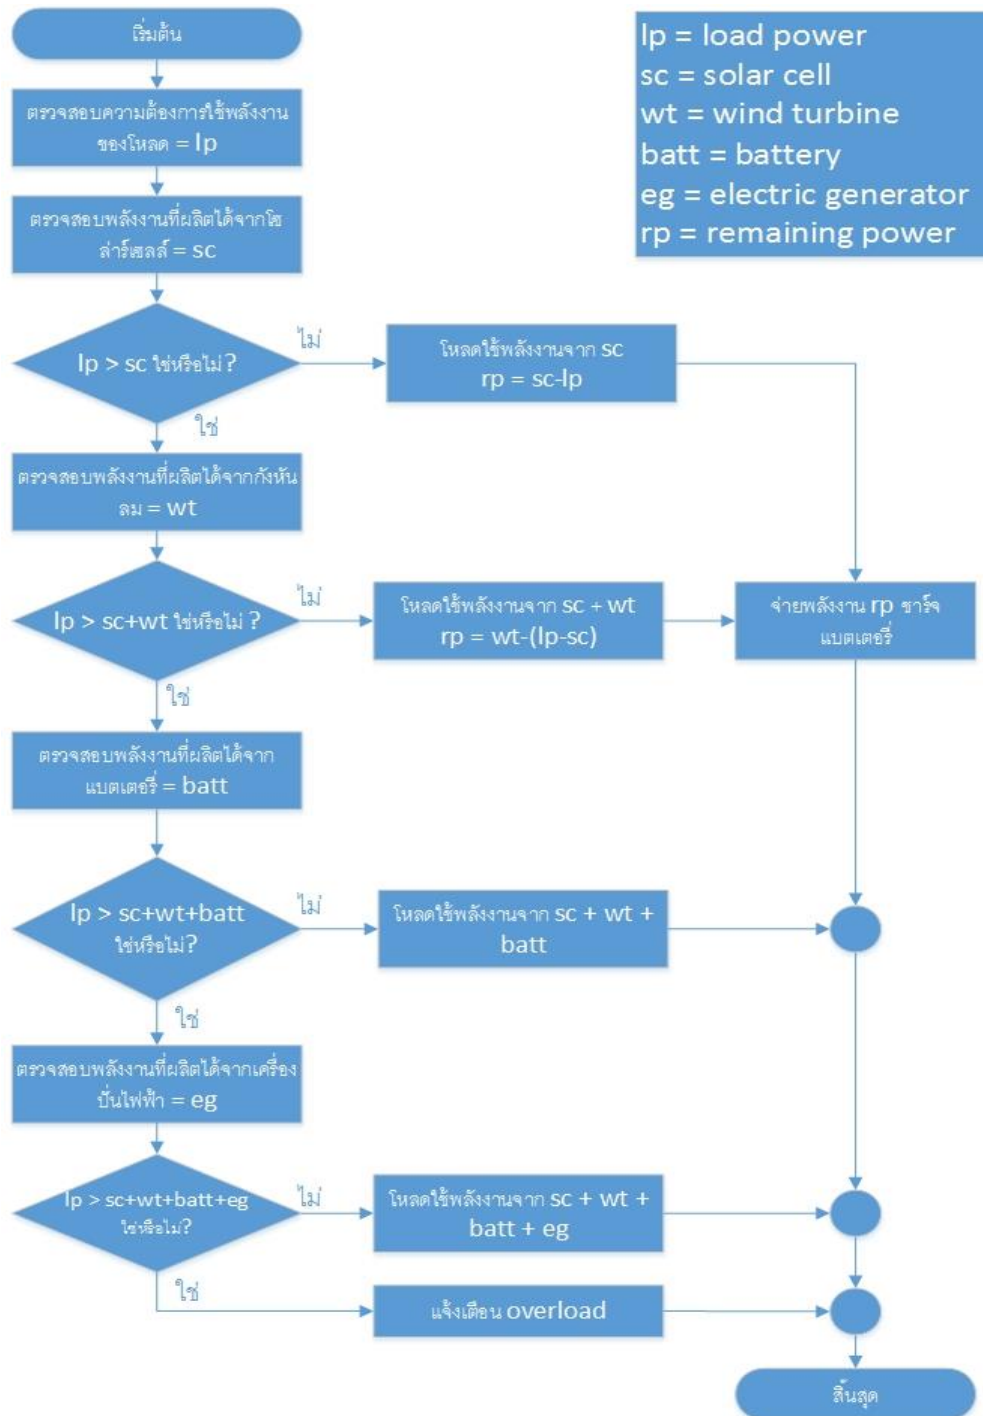 เริ่มต้น
lp = load power
sc = solar cell
wt = wind turbine
batt = battery
eg = electric generator
rp = remaining power
ตรวจสอบความต้องการใช้พลังงาน
ของโหลด = lp
ตรวจสอบพลังงานที่ผลิตได้จากโซ
ล่าร์เซลล์ = sc
lp > sc ใช่หรือไม่?
ไม่
โหลดใช้พลังงานจาก sc
rp = sc-lp
ใช่
ตรวจสอบพลังงานที่ผลิตได้จากกังหัน
ลม = wt
lp > sc+wt ใช่หรือไม่ ?
ไม่
โหลดใช้พลังงานจาก sc + wt
rp = wt-(lp-sc)
จ่ายพลังงาน rp ชาร์จ
แบตเตอรี่
ใช่
ตรวจสอบพลังงานที่ผลิตได้จาก
แบตเตอรี่ = batt
lp > sc+wt+batt
ใช่หรือไม่?
ไม่
โหลดใช้พลังงานจาก sc + wt +
batt
ใช่
ตรวจสอบพลังงานที่ผลิตได้จากเครื่อง
ปั่นไฟฟ้า = eg
lp > sc+wt+batt+eg
ใช่หรือไม่?
ไม่
โหลดใช้พลังงานจาก sc + wt +
batt + eg
ใช่
แจ้งเตือน overload
สิ้นสุด